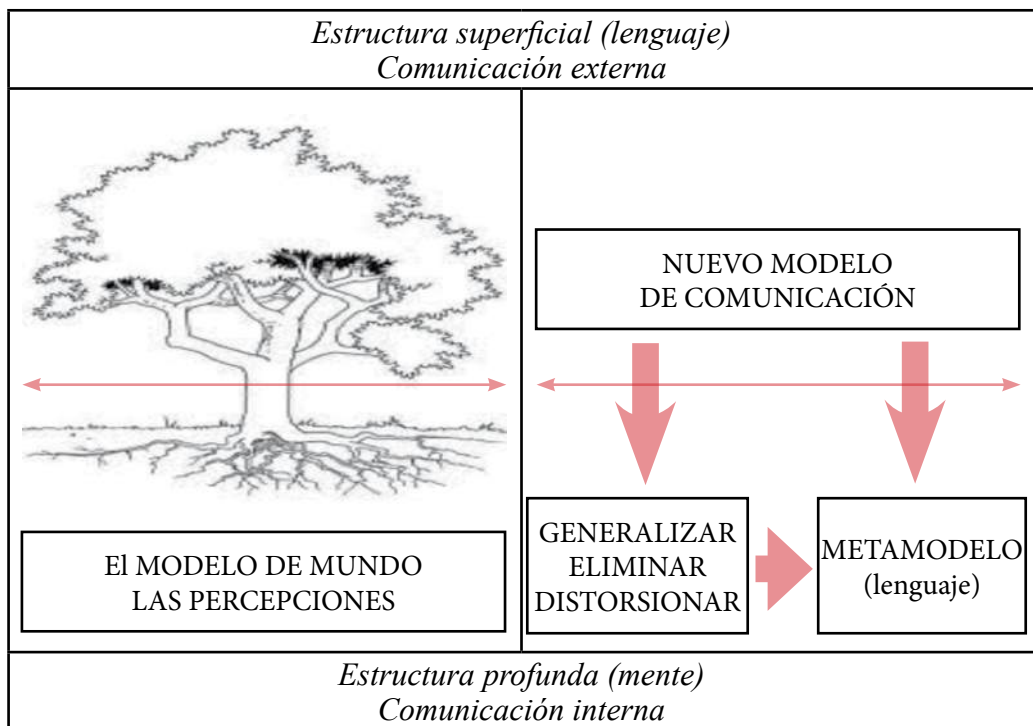 Estructura superficial (lenguaje)
Comunicación externa
NUEVO MODELO
DE COMUNICACIÓN
El MODELO DE MUNDO
LAS PERCEPCIONES
GENERALIZAR
ELIMINAR
DISTORSIONAR
METAMODELO
(lenguaje)
Estructura profunda (mente)
Comunicación interna